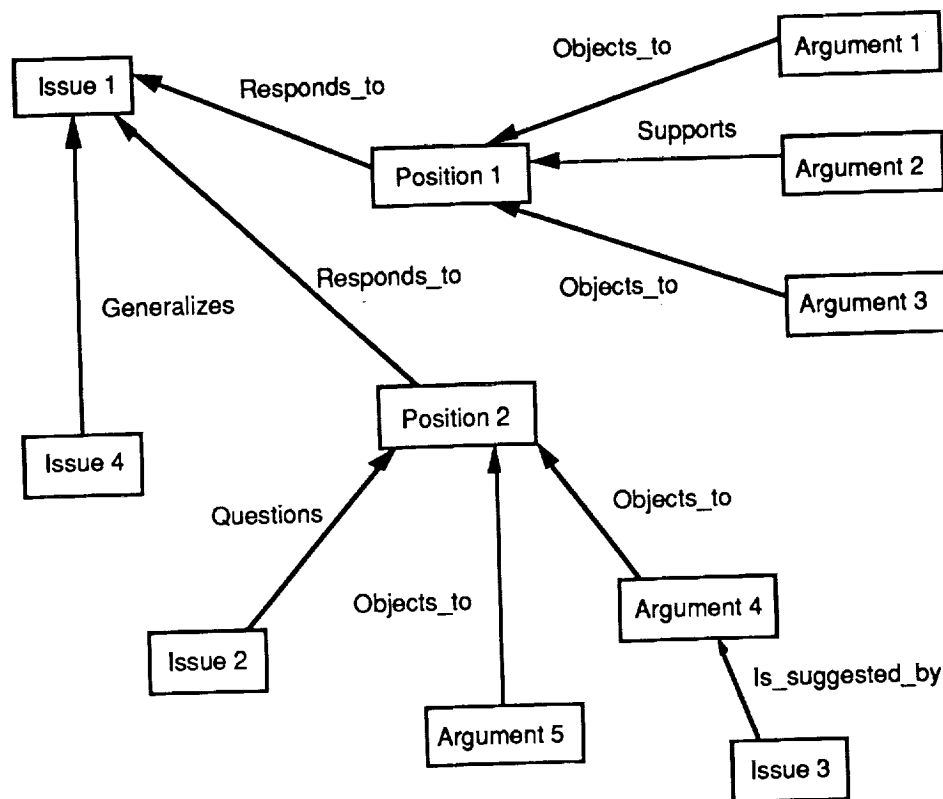 Objects_to
Argument 1
Issue 1
Responds_to
Supports
Position 1
Argument 2
Responds_to
Objects_to
Argument 3
Generalizes
Position 2
Issue 4
Objects_to
Questions
Objects_to
Argument 4
Issue 2
Is_suggested_by
Argument 5
Issue 3